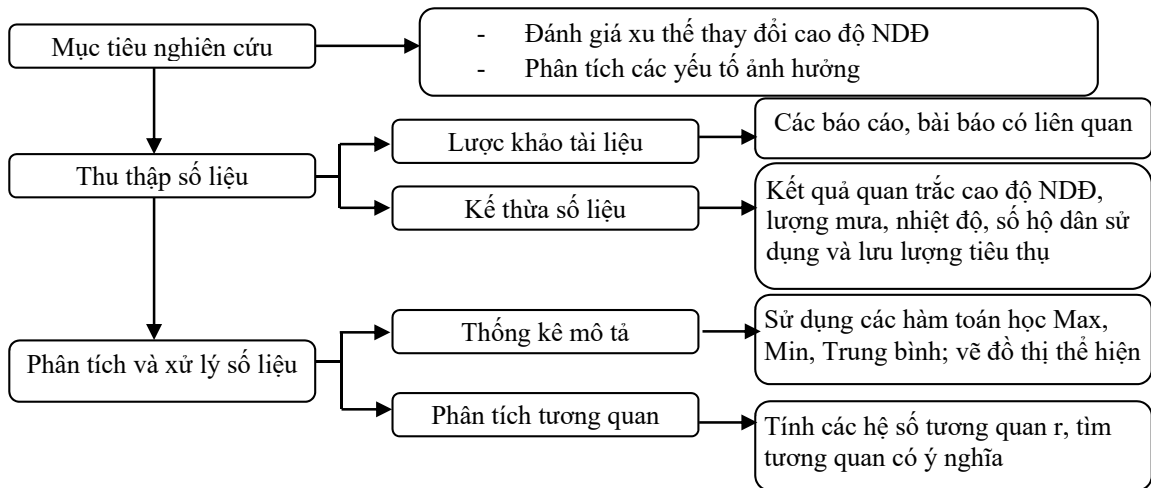 Mục tiêu nghiên cứu
- Đánh giá xu thế thay đổi cao độ NDĐ
- Phân tích các yếu tố ảnh hưởng
Thu thập số liệu
Lược khảo tài liệu
Các báo cáo, bài báo có liên quan
Kế thừa số liệu
Kết quả quan trắc cao độ NDĐ,
lượng mưa, nhiệt độ, số hộ dân sử
dụng và lưu lượng tiêu thụ
Phân tích và xử lý số liệu
Thống kê mô tả
Sử dụng các hàm toán học Max,
Min, Trung bình; vẽ đồ thị thể hiện
Phân tích tương quan
Tính các hệ số tương quan r, tìm
tương quan có ý nghĩa